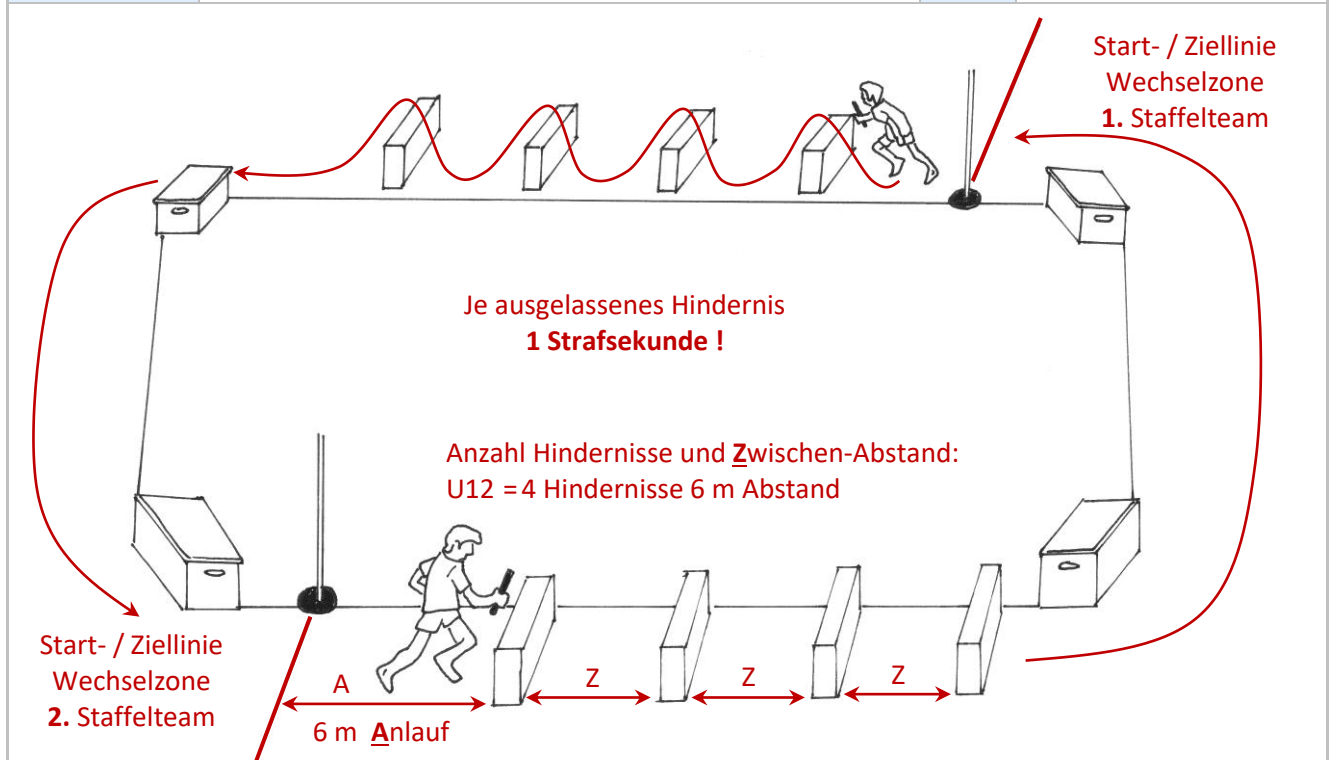 Start- / Ziellinie
Wechselzone
1. Staffelteam
Je ausgelassenes Hindernis
1 Strafsekunde !
Anzahl Hindernisse und Zwischen-Abstand:
U12 = 4 Hindernisse 6 m Abstand
Start- / Ziellinie
Wechselzone
2. Staffelteam
A
Z
Z
Z
6 m Anlauf